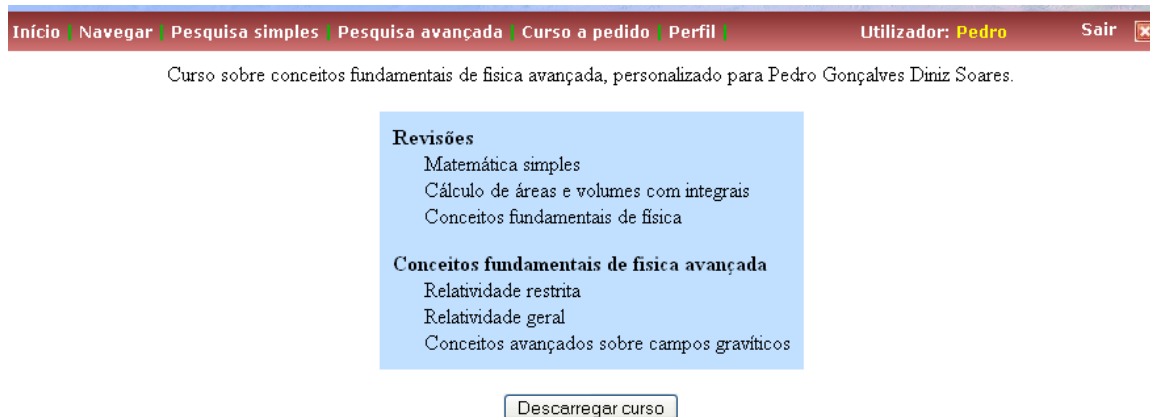 Início | Navegar | Pesquisa simples | Pesquisa avançada | Curso a pedido | Perfil | Utilizador: Pedro Sair
Curso sobre conceitos fundamentais de fisica avançada, personalizado para Pedro Gonçalves Diniz Soares.
Revisões
Matemática simples
Cálculo de áreas e volumes com integrais
Conceitos fundamentais de física
Conceitos fundamentais de fisica avançada
Relatividade restrita
Relatividade geral
Conceitos avançados sobre campos gravíticos
Descarregar curso